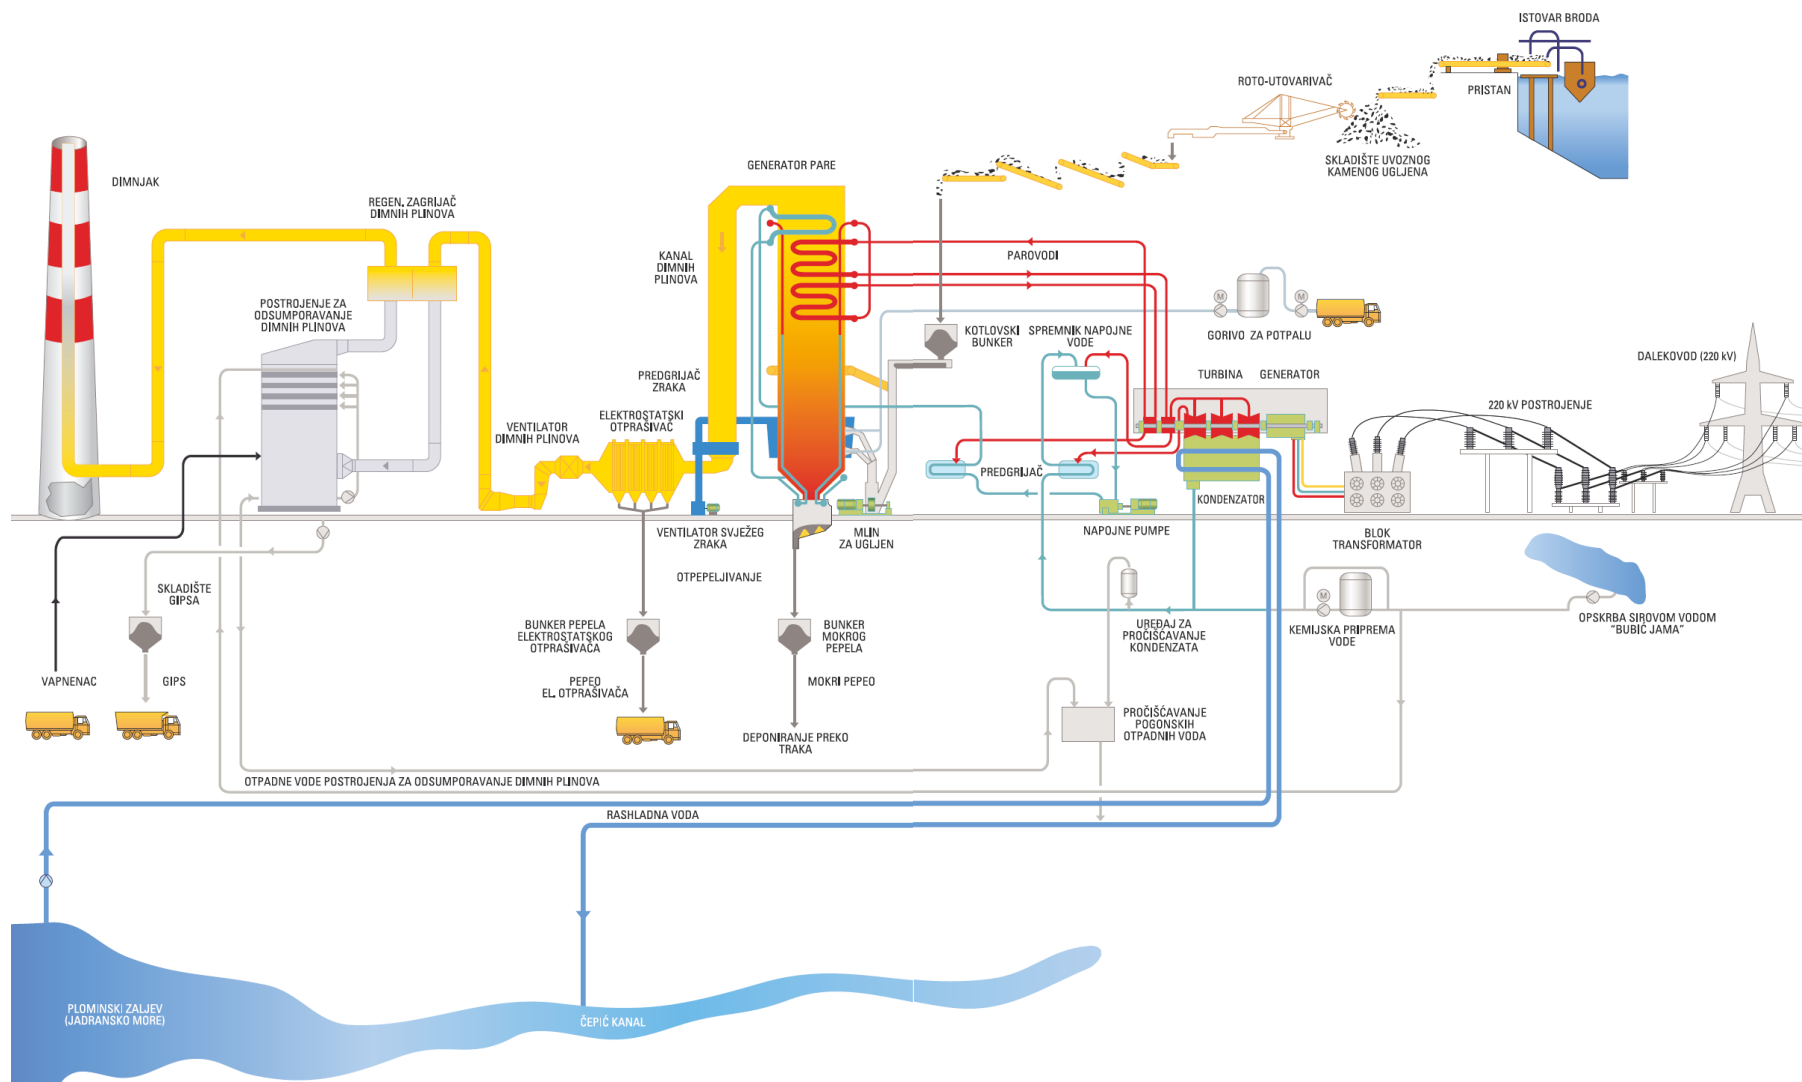 ISTOVAR BRODA
ROTO-UTOVARIVAČ
PRISTAN
SKLADIŠTE UVOZNOG
KAMENOG UGLJENA
DIMNJAK
GENERATOR PARE
REGEN. ZAGRIJAČ
DIMNIH PLINOVA
KANAL
DIMNIH
PLINOVA
PAROVODI
POSTROJENJE ZA
ODSUMPORAVANJE
DIMNIH PLINOVA
M
M
GORIVO ZA POTPALU
KOTLOVSKI
BUNKER
SPREMNIK NAPOJNE
VODE
DALEKOVOD (220 kV)
PREDGRIJAČ
ZRAKA
TURBINA
GENERATOR
220 kV POSTROJENJE
ELEKTROSTATSKI
OTPRAŠIVAČ
VENTILATOR
DIMNIH PLINOVA
PREDGRIJAČ
KONDENZATOR
VENTILATOR SVJEŽEG
ZRAKA
MLIN
ZA UGLJEN
NAPOJNE PUMPE
BLOK
TRANSFORMATOR
OTPEPELJIVANJE
SKLADIŠTE
GIPSA
M
BUNKER PEPELA
ELEKTROSTATSKOG
OTPRAŠIVAČA
BUNKER
MOKROG
PEPELA
UREĐAJ ZA
PROČIŠĆAVANJE
KONDENZATA
KEMIJSKA PRIPREMA
VODE
OPSKRBA SIROVOM VODOM
"BUBIĆ JAMA"
VAPNENAC
GIPS
PEPEO
EL. OTPRAŠIVAČA
MOKRI PEPEO
PROČIŠĆAVANJE
POGONSKIH
OTPADNIH VODA
DEPONIRANJE PREKO
TRAKA
OTPADNE VODE POSTROJENJA ZA ODSUMPORAVANJE DIMNIH PLINOVA
RASHLADNA VODA
PLOMINSKI ZALJEV
(JADRANSKO MORE)
ČEPIĆ KANAL